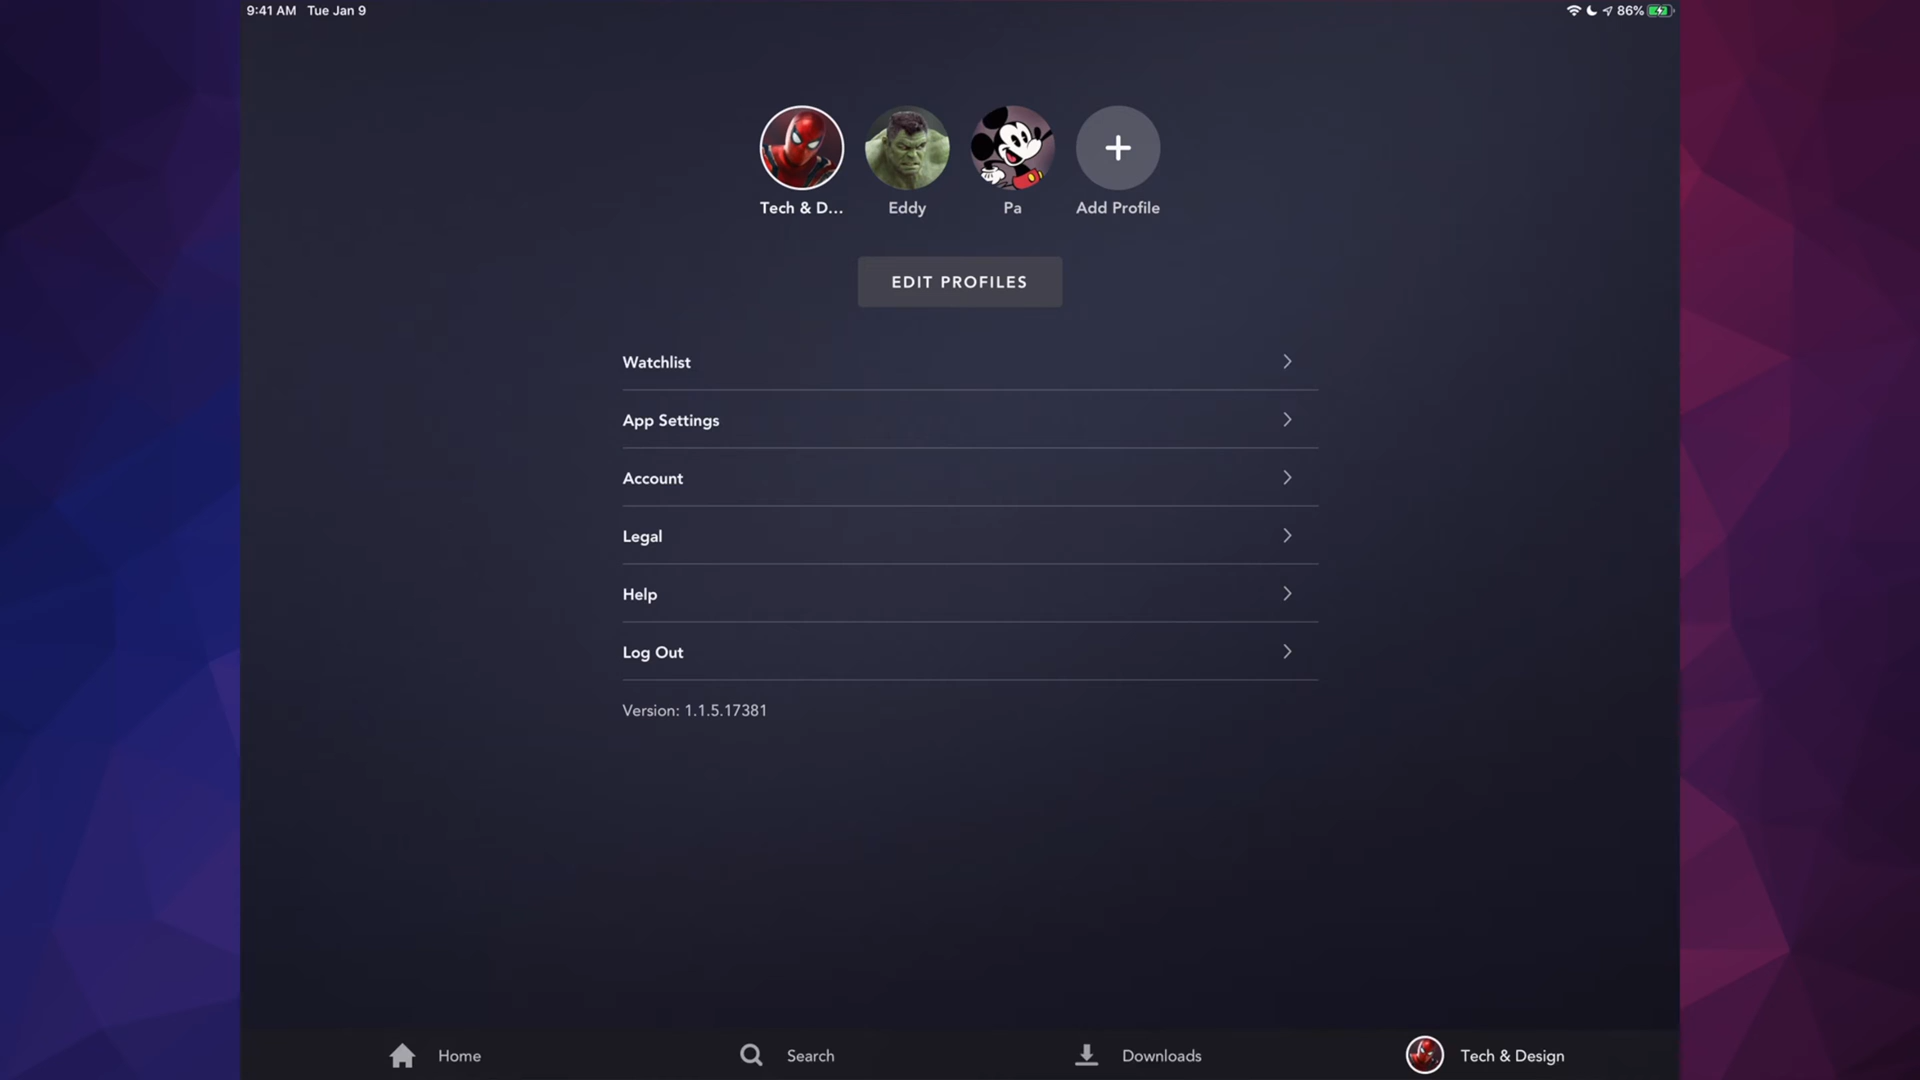 9:41 AM Tue Jan 9 86%
Tech & D... Eddy Pa Add Profile
EDIT PROFILES
Watchlist
App Settings
Account
Legal
Help
Log Out
Version: 1.1.5.17381
Home Search Downloads Tech & Design